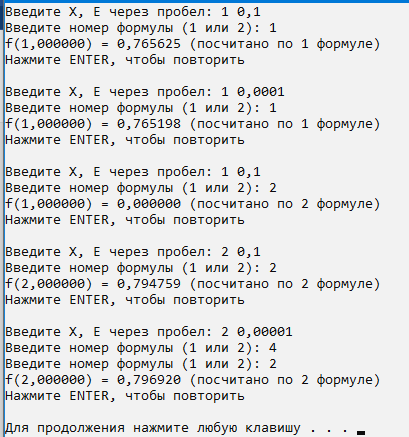 Введите X, E через пробел: 1 0,1
Введите номер формулы (1 или 2): 1
f(1,000000) = 0,765625 (посчитано по 1 формуле)
Нажмите ENTER, чтобы повторить
Введите X, E через пробел: 1 0,0001
Введите номер формулы (1 или 2): 1
f(1,000000) = 0,765198 (посчитано по 1 формуле)
Нажмите ENTER, чтобы повторить
Введите X, E через пробел: 1 0,1
Введите номер формулы (1 или 2): 2
f(1,000000) = 0,000000 (посчитано по 2 формуле)
Нажмите ENTER, чтобы повторить
Введите X, E через пробел: 2 0,1
Введите номер формулы (1 или 2): 2
f(2,000000) = 0,794759 (посчитано по 2 формуле)
Нажмите ENTER, чтобы повторить
Введите X, E через пробел: 2 0,00001
Введите номер формулы (1 или 2): 4
Введите номер формулы (1 или 2): 2
f(2,000000) = 0,796920 (посчитано по 2 формуле)
Нажмите ENTER, чтобы повторить
Для продолжения нажмите любую клавишу . . .